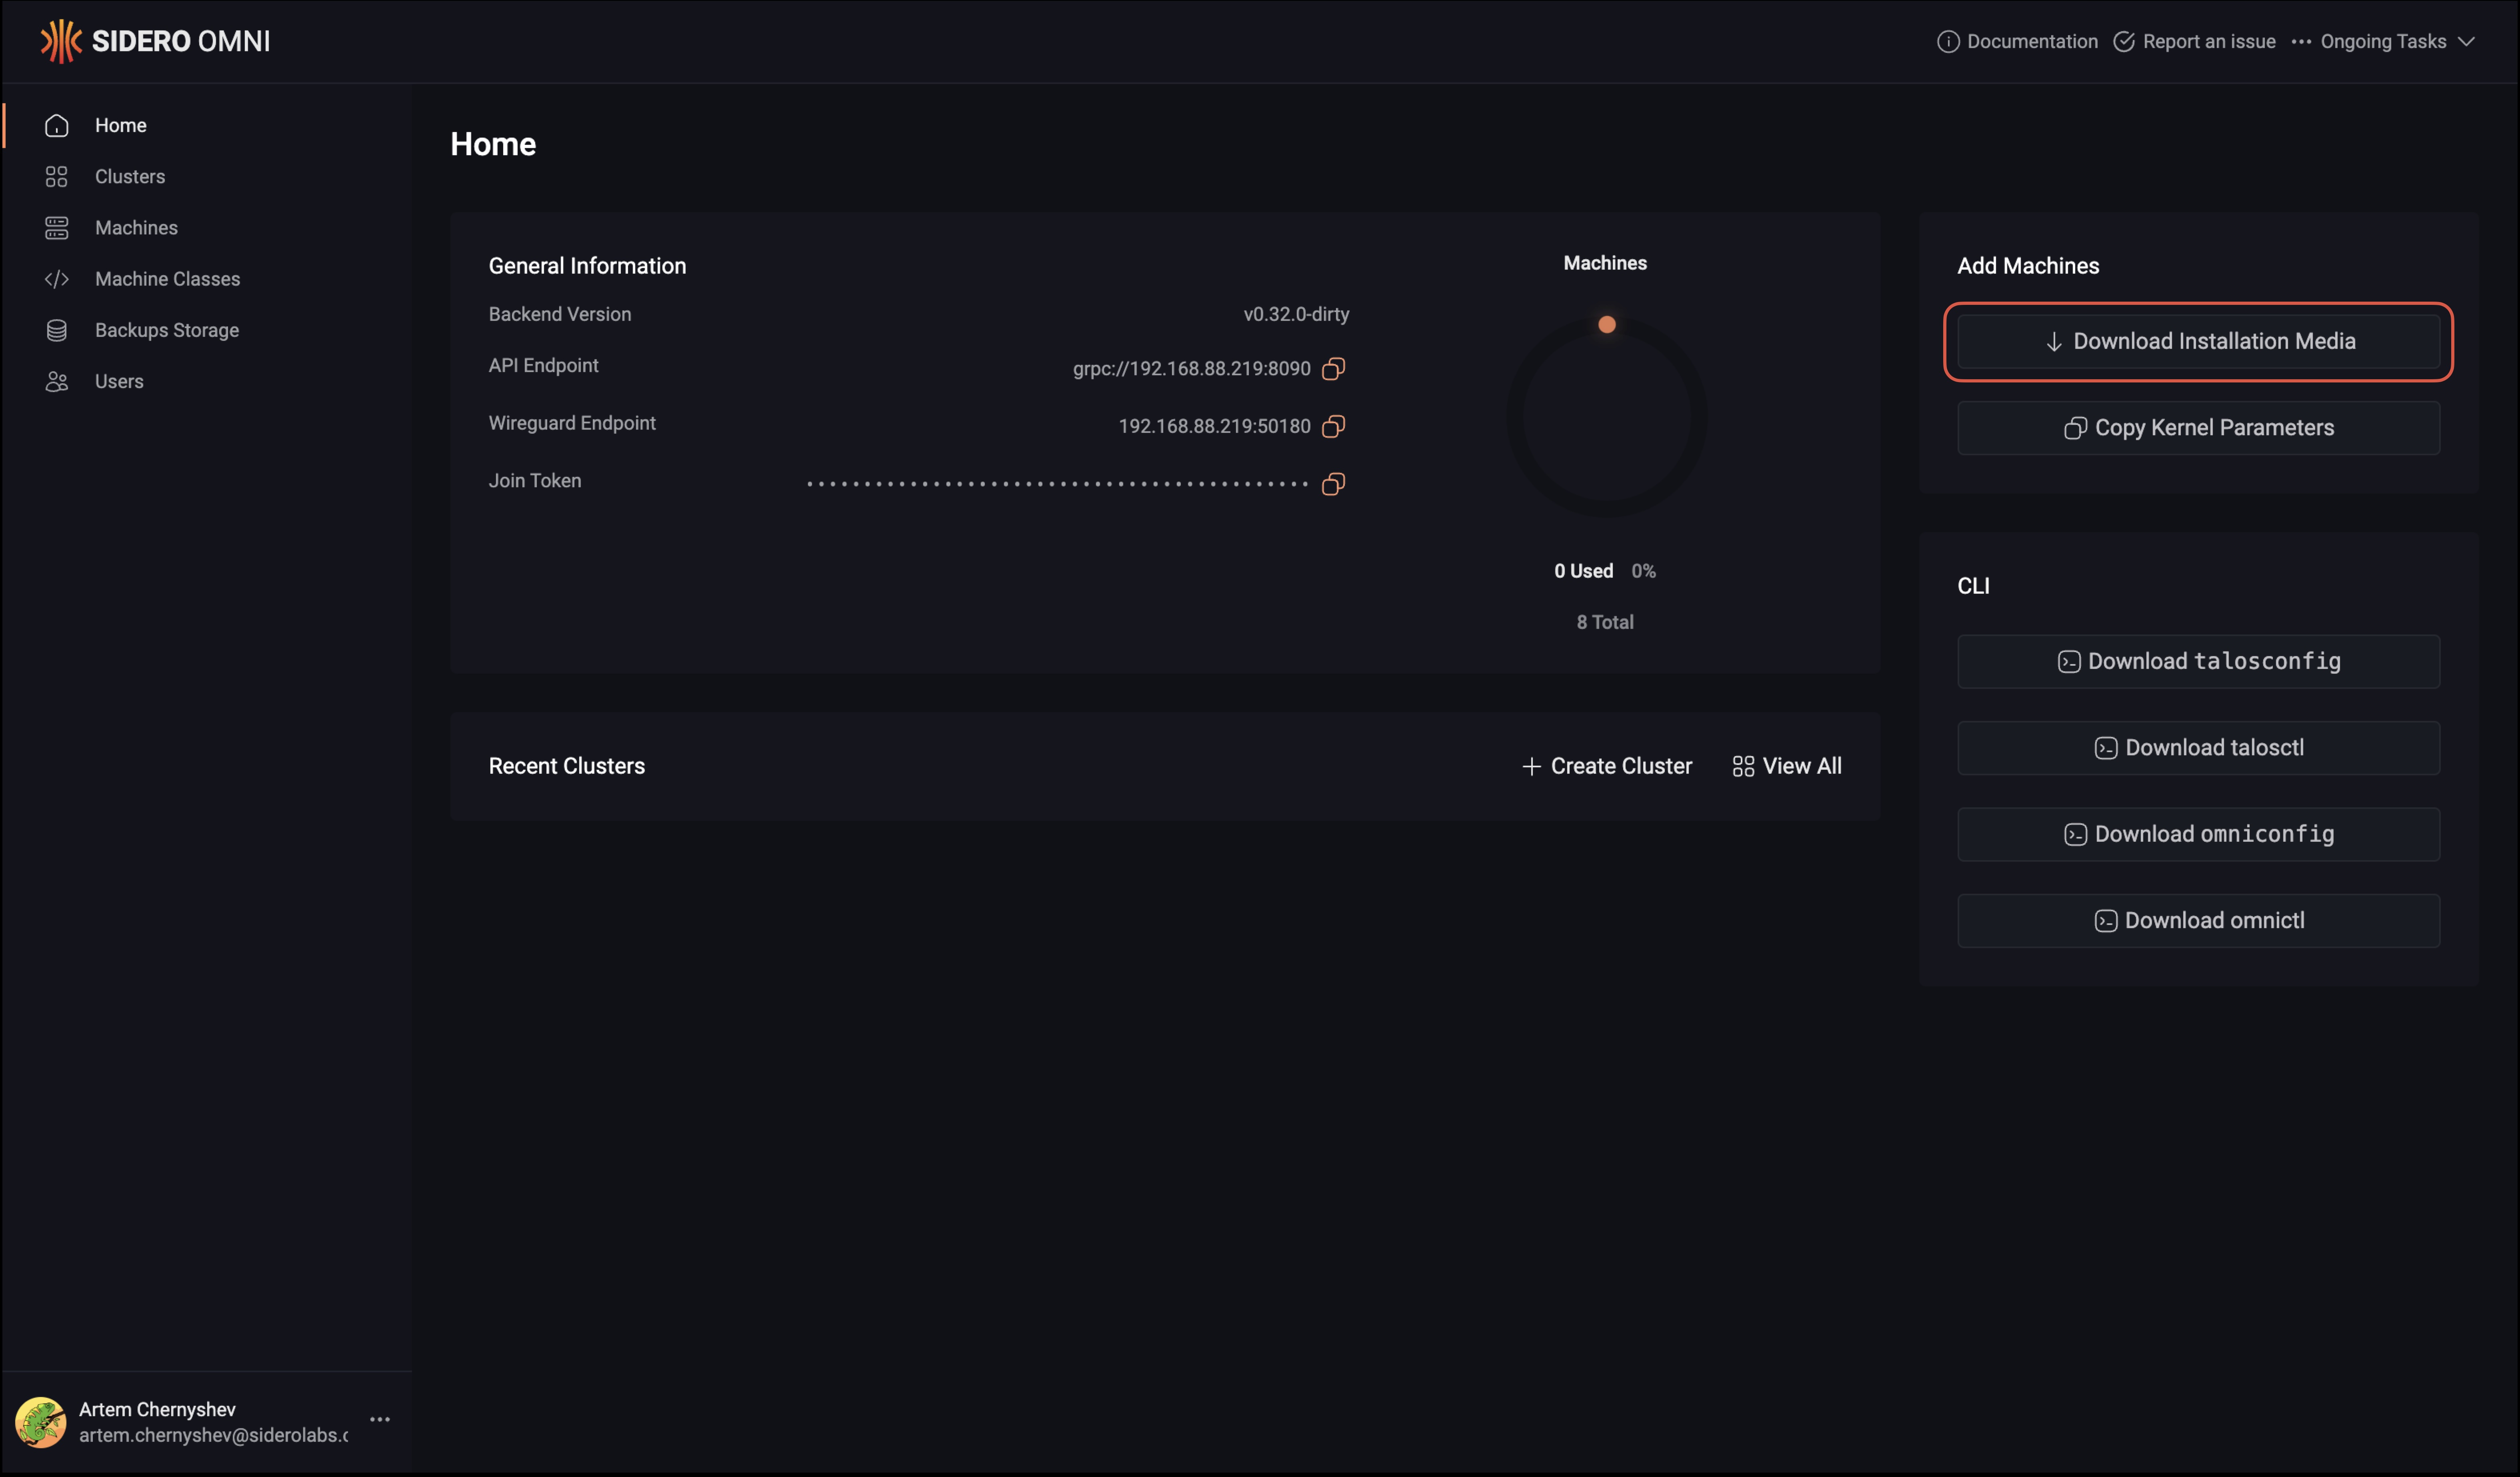 SIDERO OMNI
Documentation
Report an issue
Ongoing Tasks
Home
Clusters
Machines
Machine Classes
Backups Storage
Users
Home
General Information
Backend Version
v0.32.0-dirty
API Endpoint
grpc://192.168.88.219:8090
Wireguard Endpoint
192.168.88.219:50180
Join Token
Machines
0 Used 0%
8 Total
Recent Clusters
Create Cluster
View All
Add Machines
Download Installation Media
Copy Kernel Parameters
CLI
Download talosconfig
Download talosctl
Download omniconfig
Download omnictl
Artem Chernyshev
artem.chernyshev@siderolabs.c